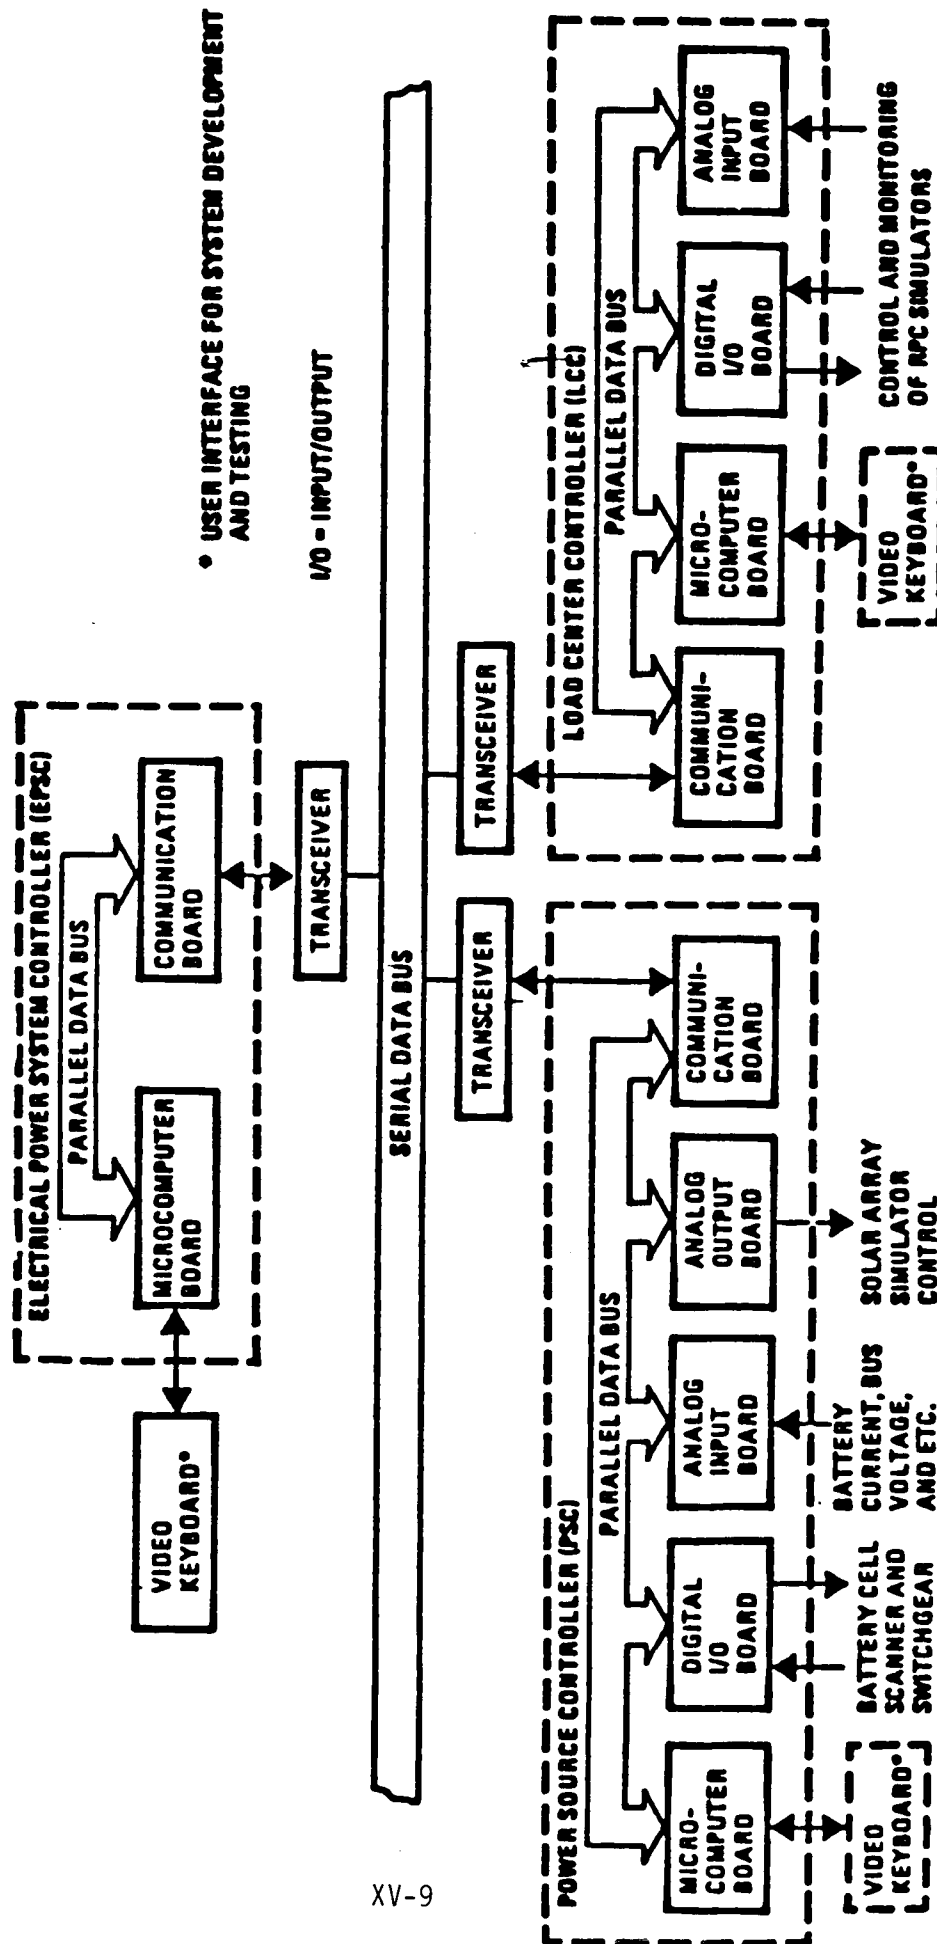 ELECTRICAL POWER SYSTEM CONTROLLER (EPSC)
PARALLEL DATA BUS
VIDEO
KEYBOARD*
MICROCOMPUTER
BOARD
COMMUNICATION
BOARD
* USER INTERFACE FOR SYSTEM DEVELOPMENT
AND TESTING
TRANSCEIVER
I/O = INPUT/OUTPUT
SERIAL DATA BUS
TRANSCEIVER
TRANSCEIVER
POWER SOURCE CONTROLLER (PSC)
PARALLEL DATA BUS
MICRO-
COMPUTER
BOARD
DIGITAL
I/O
BOARD
ANALOG
INPUT
BOARD
ANALOG
OUTPUT
BOARD
COMMUNI-
CATION
BOARD
VIDEO
KEYBOARD*
BATTERY CELL
SCANNER AND
SWITCHGEAR
BATTERY
CURRENT, BUS
VOLTAGE,
AND ETC.
SOLAR ARRAY
SIMULATOR
CONTROL
LOAD CENTER CONTROLLER (LCC)
PARALLEL DATA BUS
COMMUNI-
CATION
BOARD
MICRO-
COMPUTER
BOARD
DIGITAL
I/O
BOARD
ANALOG
INPUT
BOARD
VIDEO
KEYBOARD*
CONTROL AND MONITORING
OF RPC SIMULATORS
XV-9